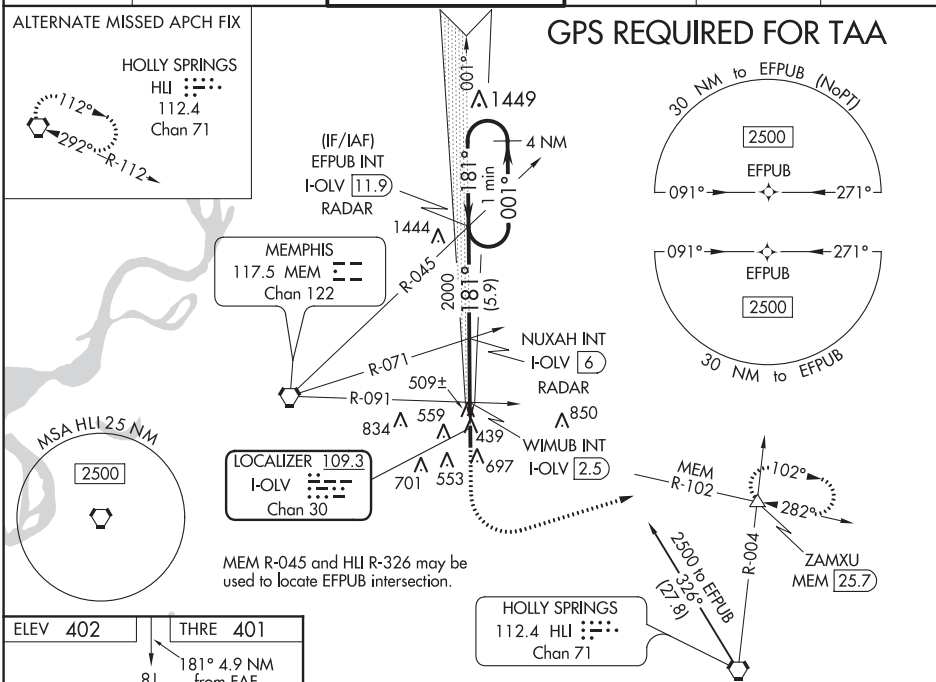 ALTERNATE MISSED APCH FIX
HOLLY SPRINGS
HLI
112.4
Chan 71
112°
292°
R-112
GPS REQUIRED FOR TAA
30 NM to EFPUB (NoPT)
2500
EFPUB
091°
271°
091°
271°
EFPUB
2500
30 NM to EFPUB
001°
1449
4 NM
181°
1 min
001°
(IF/IAF)
EFPUB INT
I-OLV 11.9
RADAR
1444
MEMPHIS
117.5 MEM
Chan 122
R-045
2000
181°
(5.9)
NUXAH INT
I-OLV 6
RADAR
R-071
R-091
509±
834
559
439
850
WIMUB INT
I-OLV 2.5
701
553
697
LOCALIZER 109.3
I-OLV
Chan 30
MSA HLI 25 NM
2500
MEM
R-102
102°
282°
ZAMXU
MEM 25.7
R-004
2500 to EFPUB
326°
(27.8)
MEM R-045 and HLI R-326 may be
used to locate EFPUB intersection.
HOLLY SPRINGS
112.4 HLI
Chan 71
ELEV 402
THRE 401
181° 4.9 NM
from FAF